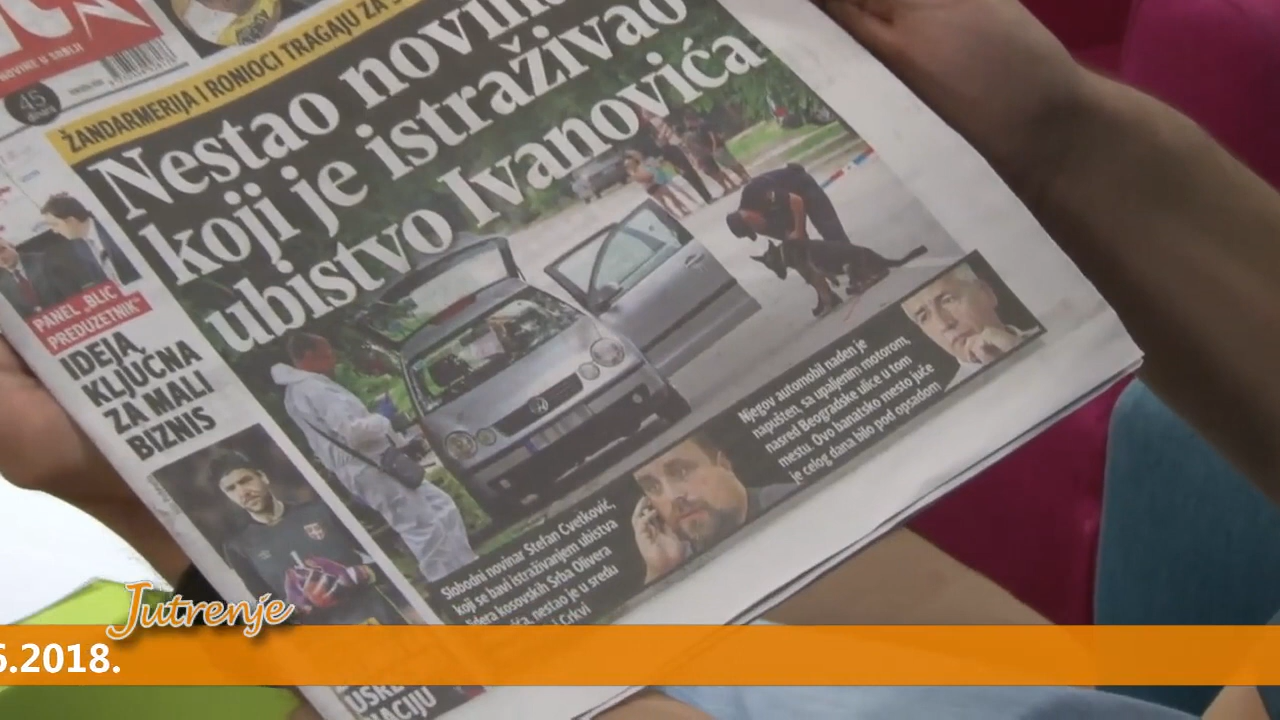 NOVINE U SRBIJI
45
ŽANDARMERIJA I RONIOCI TRAGAJU ZA
Nestao
koji je
ubistvo Ivanovića
PANEL „BLIC
PREDUZETNIK“
IDEJA,
KLJUČNA
ZA MALI
BIZNIS
Slobodni novinar Stefan Cvetković,
koji se bavi istraživanjem ubistva
lidera kosovskih Srba Olivera
nestao je u sredu
i Crkvi
Njegov automobil nađen je
napušten, sa upaljenim motorom,
nasred Beogradske ulice u tom
mestu. Ovo banatsko mesto juče
je celog dana bilo pod opsadom
Jutrenje
6.2018.